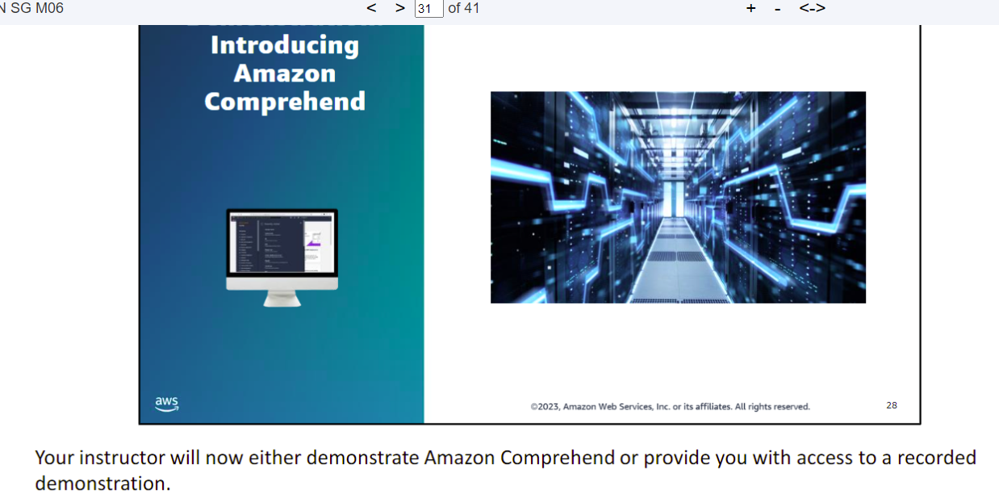 N SG M06 < > 31 of 41 + - <->
Introducing
Amazon
Comprehend
aws
©2023, Amazon Web Services, Inc. or its affiliates. All rights reserved. 28
Your instructor will now either demonstrate Amazon Comprehend or provide you with access to a recorded
demonstration.